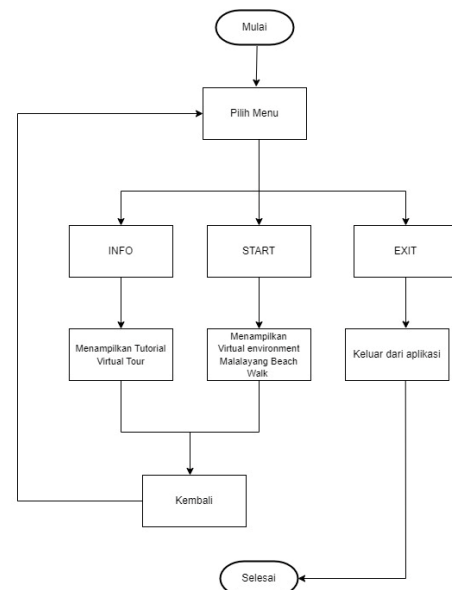 Mulai
Pilih Menu
INFO
START
EXIT
Menampilkan Tutorial
Virtual Tour
Menampilkan
Virtual environment
Malalayang Beach
Walk
Keluar dari aplikasi
Kembali
Selesai